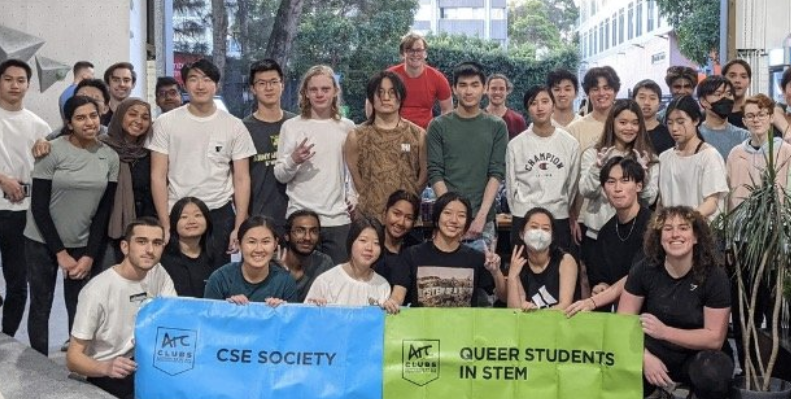 CHAMPION
ArC
CLUBS
CSE SOCIETY
ArC
CLUBS
QUEER STUDENTS
IN STEM